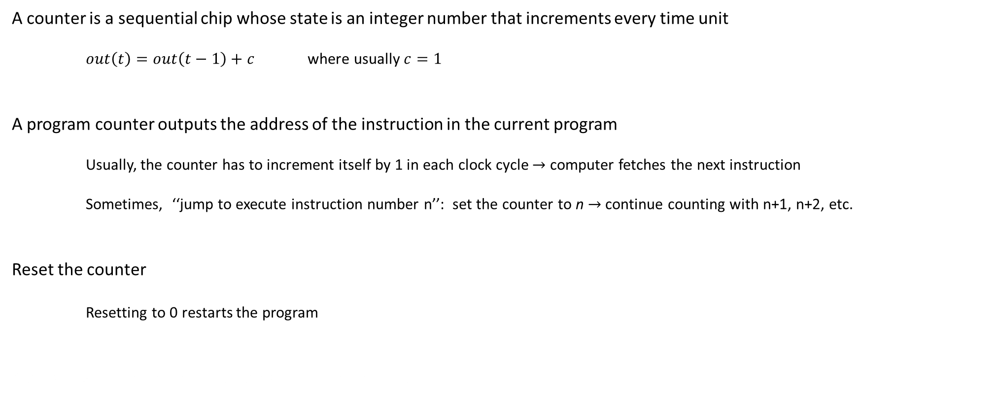 A counter is a sequential chip whose state is an integer number that increments every time unit
out(t) = out(t − 1) + c where usually c = 1
A program counter outputs the address of the instruction in the current program
Usually, the counter has to increment itself by 1 in each clock cycle → computer fetches the next instruction
Sometimes, “jump to execute instruction number n”: set the counter to n → continue counting with n+1, n+2, etc.
Reset the counter
Resetting to 0 restarts the program